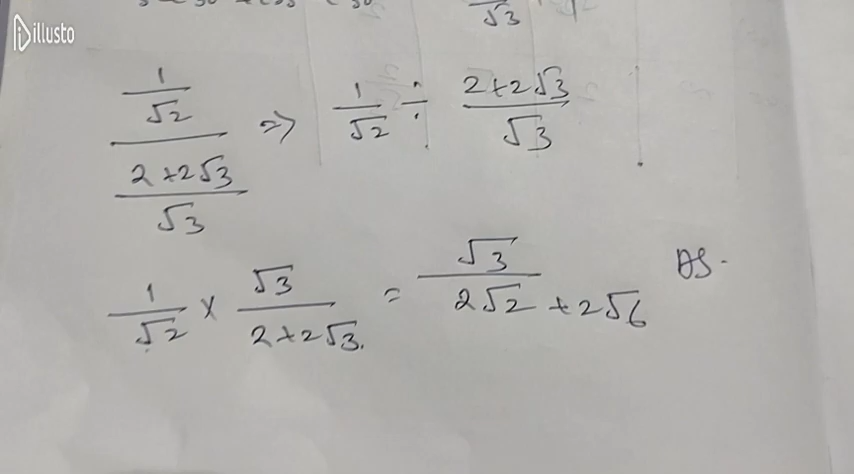 illusto
√3
1/√2 / (2+2√3)/√3 ⇒ 1/√2 ÷ (2+2√3)/√3
1/√2 × √3/(2+2√3) = √3/(2√2+2√6)